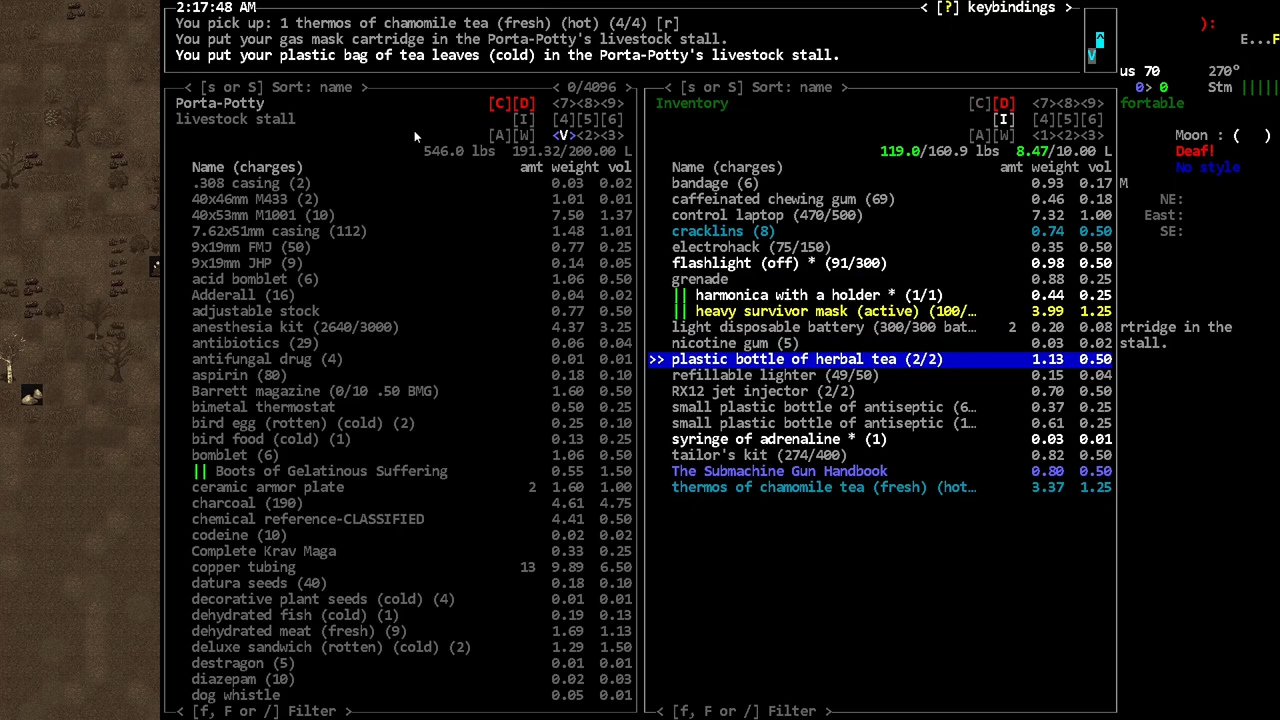 2:17:48 AM < [?] keybindings >
You pick up: 1 thermos of chamomile tea (fresh) (hot) (4/4) [r]
You put your gas mask cartridge in the Porta-Potty's livestock stall.
You put your plastic bag of tea leaves (cold) in the Porta-Potty's livestock stall.
):
E...F
us 70 270°
0> 0 Stm |||||
fortable
Moon : ( )
Deaf!
No style
M
NE:
East:
SE:
rtridge in the
stall.
< [s or S] Sort: name > < 0/4096 >
Porta-Potty [C][D] <7><8><9>
livestock stall [I] [4][5][6]
[A][W] <V><2><3>
546.0 lbs 191.32/200.00 L
Name (charges) amt weight vol
.308 casing (2) 0.03 0.02
40x46mm M433 (2) 1.01 0.01
40x53mm M1001 (10) 7.50 1.37
7.62x51mm casing (112) 1.48 1.01
9x19mm FMJ (50) 0.77 0.25
9x19mm JHP (9) 0.14 0.05
acid bomblet (6) 1.06 0.50
Adderall (16) 0.04 0.02
adjustable stock 0.77 0.50
anesthesia kit (2640/3000) 4.37 3.25
antibiotics (29) 0.06 0.04
antifungal drug (4) 0.01 0.01
aspirin (80) 0.18 0.10
Barrett magazine (0/10 .50 BMG) 1.60 0.50
bimetal thermostat 0.50 0.25
bird egg (rotten) (cold) (2) 0.25 0.10
bird food (cold) (1) 0.13 0.25
bomblet (6) 1.06 0.50
|| Boots of Gelatinous Suffering 0.55 1.50
ceramic armor plate 2 1.60 1.00
charcoal (190) 4.61 4.75
chemical reference-CLASSIFIED 4.41 0.50
codeine (10) 0.02 0.02
Complete Krav Maga 0.33 0.25
copper tubing 13 9.89 6.50
datura seeds (40) 0.18 0.10
decorative plant seeds (cold) (4) 0.01 0.01
dehydrated fish (cold) (1) 0.19 0.13
dehydrated meat (fresh) (9) 1.69 1.13
deluxe sandwich (rotten) (cold) (2) 1.29 1.50
destragon (5) 0.01 0.01
diazepam (10) 0.02 0.03
dog whistle 0.05 0.01
< [f, F or /] Filter >
< [s or S] Sort: name >
Inventory [C][D] <7><8><9>
[I] [4][5][6]
[A][W] <1><2><3>
119.0/160.9 lbs 8.47/10.00 L
Name (charges) amt weight vol
bandage (6) 0.93 0.17
caffeinated chewing gum (69) 0.46 0.18
control laptop (470/500) 7.32 1.00
cracklins (8) 0.74 0.50
electrohack (75/150) 0.35 0.50
flashlight (off) * (91/300) 0.98 0.50
grenade 0.88 0.25
|| harmonica with a holder * (1/1) 0.44 0.25
|| heavy survivor mask (active) (100/… 3.99 1.25
light disposable battery (300/300 bat… 2 0.20 0.08
nicotine gum (5) 0.03 0.02
>> plastic bottle of herbal tea (2/2) 1.13 0.50
refillable lighter (49/50) 0.15 0.04
RX12 jet injector (2/2) 0.70 0.50
small plastic bottle of antiseptic (6… 0.37 0.25
small plastic bottle of antiseptic (1… 0.61 0.25
syringe of adrenaline * (1) 0.03 0.01
tailor's kit (274/400) 0.82 0.50
The Submachine Gun Handbook 0.80 0.50
thermos of chamomile tea (fresh) (hot… 3.37 1.25
< [f, F or /] Filter >